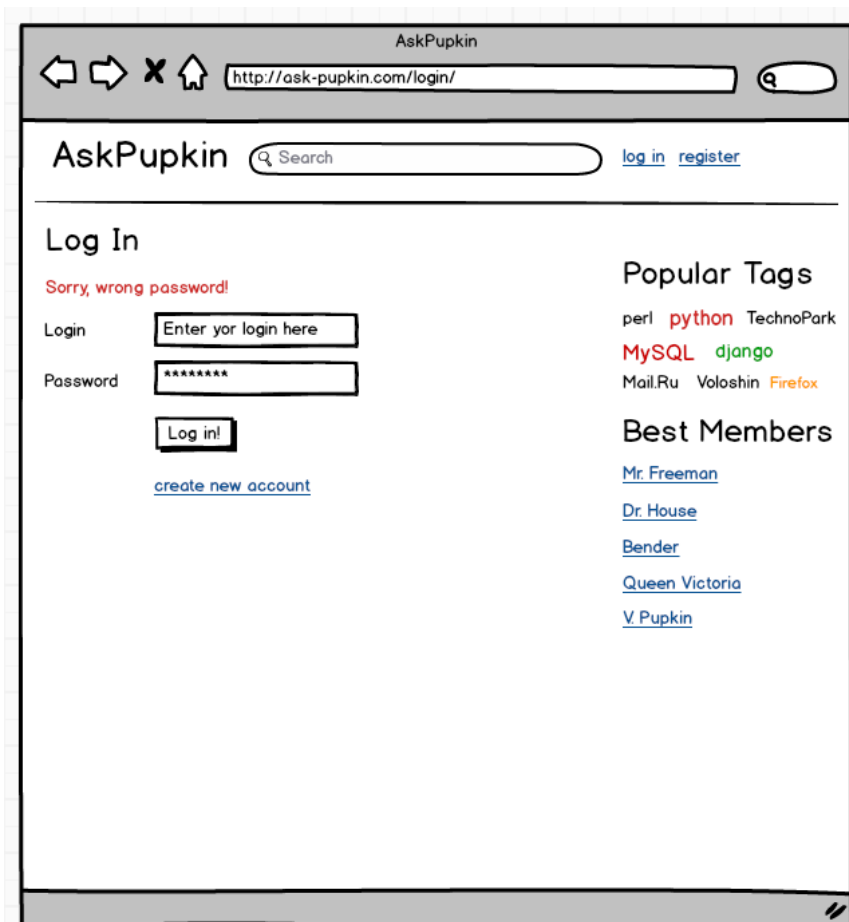 AskPupkin
http://ask-pupkin.com/login/
AskPupkin Search log in register
Log In
Sorry, wrong password!
Login Enter yor login here
Password ********
Log in!
create new account
Popular Tags
perl python TechnoPark
MySQL django
Mail.Ru Voloshin Firefox
Best Members
Mr. Freeman
Dr. House
Bender
Queen Victoria
V. Pupkin